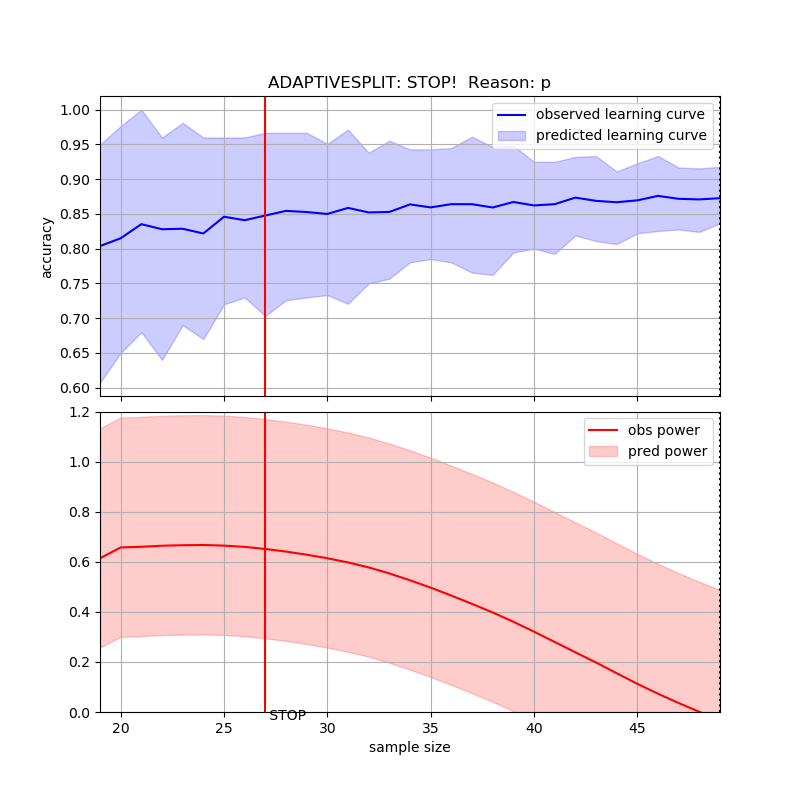 ADAPTIVESPLIT: STOP!  Reason: p
observed learning curve
predicted learning curve
1.00
0.95
0.90
0.85
0.80
0.75
0.70
0.65
0.60
accuracy
obs power
pred power
1.2
1.0
0.8
0.6
0.4
0.2
0.0
STOP
20 25 30 35 40 45
sample size